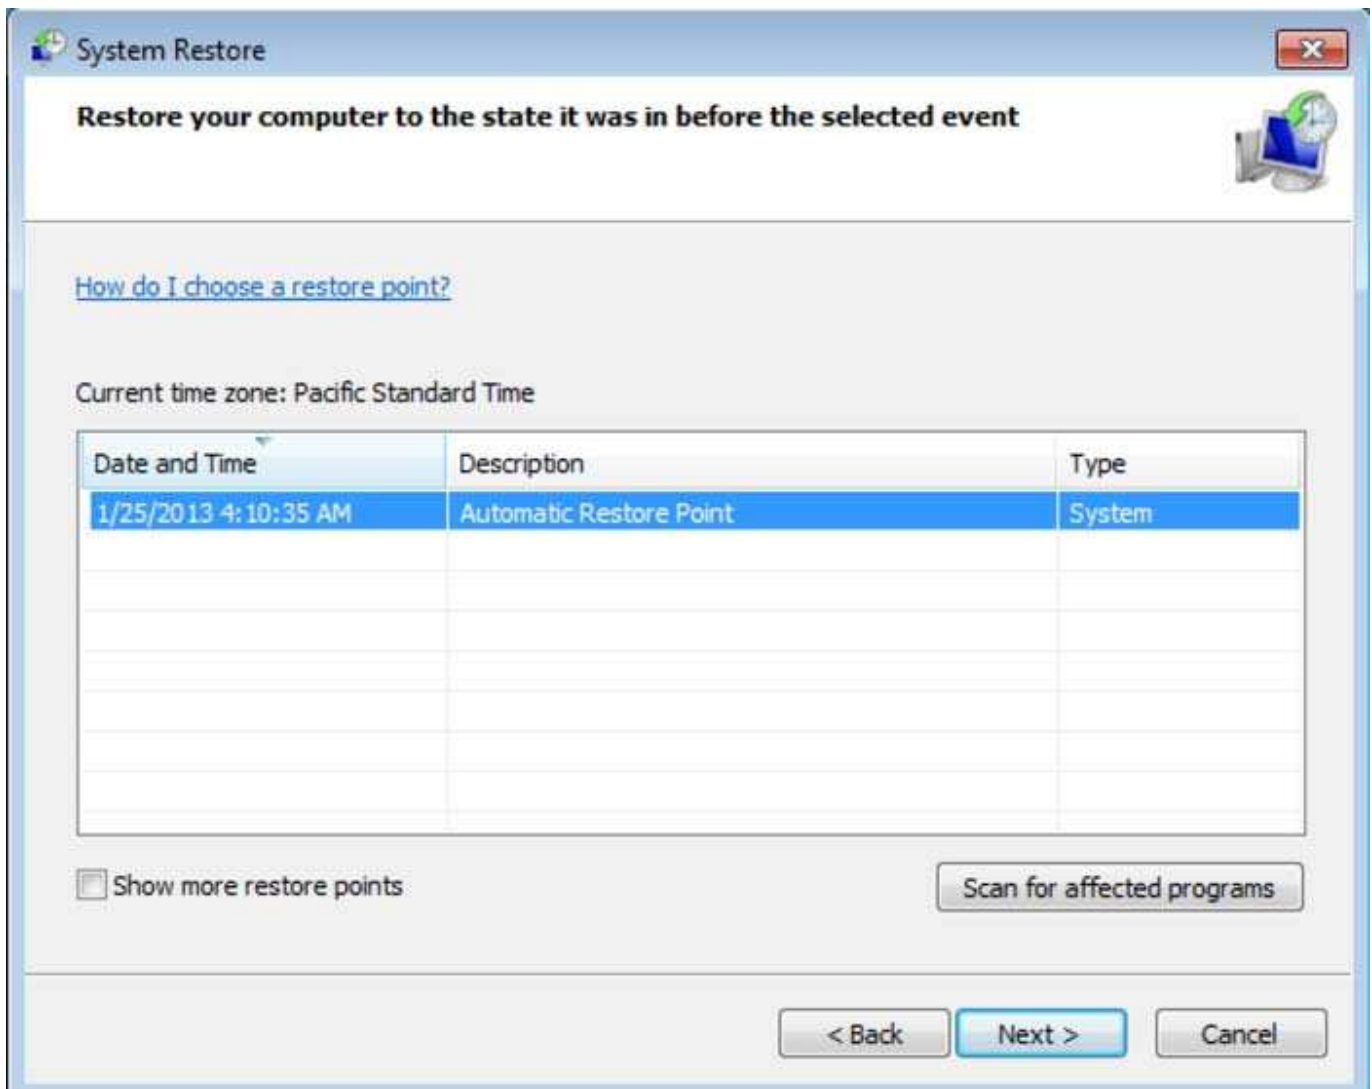 System Restore
Restore your computer to the state it was in before the selected event
How do I choose a restore point?
Current time zone: Pacific Standard Time
Date and Time Description Type
1/25/2013 4:10:35 AM Automatic Restore Point System
Show more restore points Scan for affected programs
< Back Next > Cancel